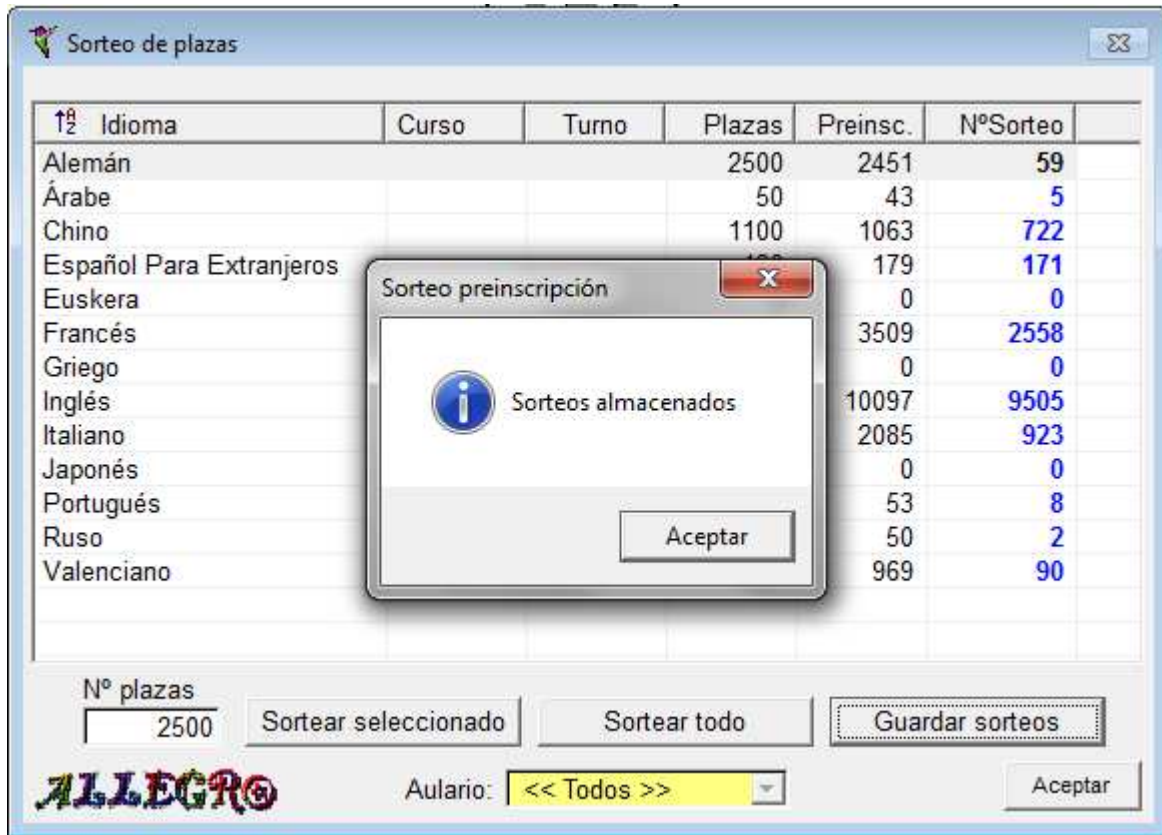 Sorteo de plazas
Idioma Curso Turno Plazas Preinsc. NºSorteo
Alemán 2500 2451 59
Árabe 50 43 5
Chino 1100 1063 722
Español Para Extranjeros 179 171
Euskera 0 0
Francés 3509 2558
Griego 0 0
Inglés 10097 9505
Italiano 2085 923
Japonés 0 0
Portugués 53 8
Ruso 50 2
Valenciano 969 90
Sorteo preinscripción
Sorteos almacenados
Aceptar
Nº plazas
2500 Sortear seleccionado Sortear todo Guardar sorteos
ALLEGRO Aulario: << Todos >> Aceptar